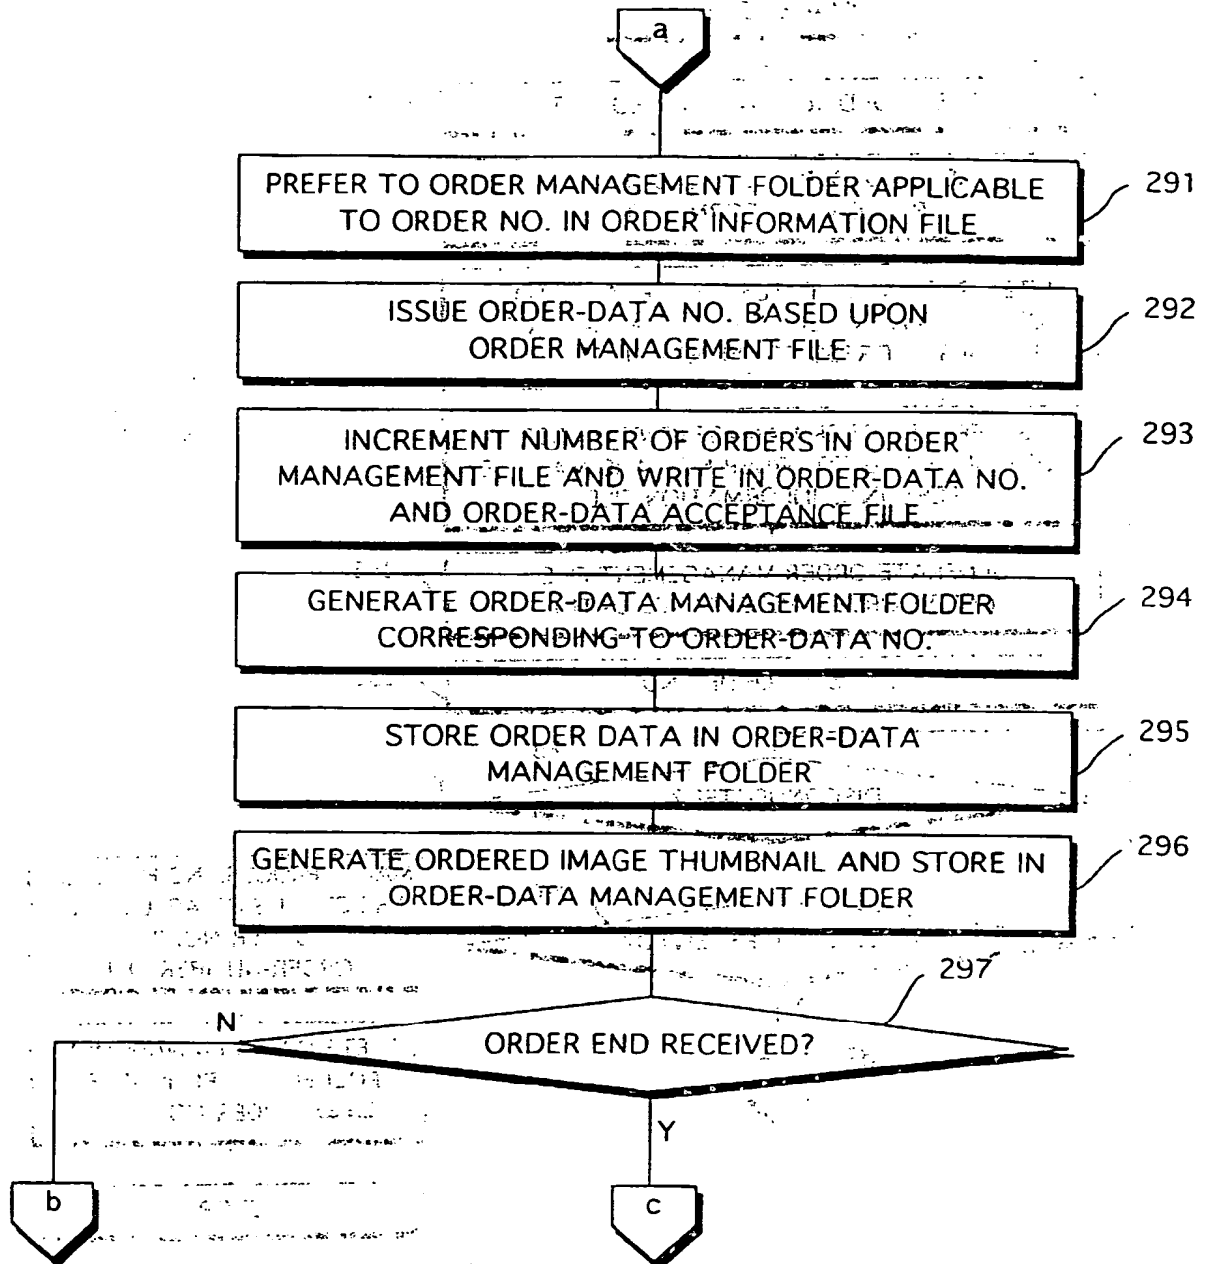 a
PREFER TO ORDER MANAGEMENT FOLDER APPLICABLE
TO ORDER NO. IN ORDER INFORMATION FILE
291
ISSUE ORDER-DATA NO. BASED UPON
ORDER MANAGEMENT FILE
292
INCREMENT NUMBER OF ORDERS IN ORDER
MANAGEMENT FILE AND WRITE IN ORDER-DATA NO.
AND ORDER-DATA ACCEPTANCE FILE
293
GENERATE ORDER-DATA MANAGEMENT FOLDER
CORRESPONDING TO ORDER-DATA NO.
294
STORE ORDER DATA IN ORDER-DATA
MANAGEMENT FOLDER
295
GENERATE ORDERED IMAGE THUMBNAIL AND STORE IN
ORDER-DATA MANAGEMENT FOLDER
296
297
N
ORDER END RECEIVED?
Y
b
c